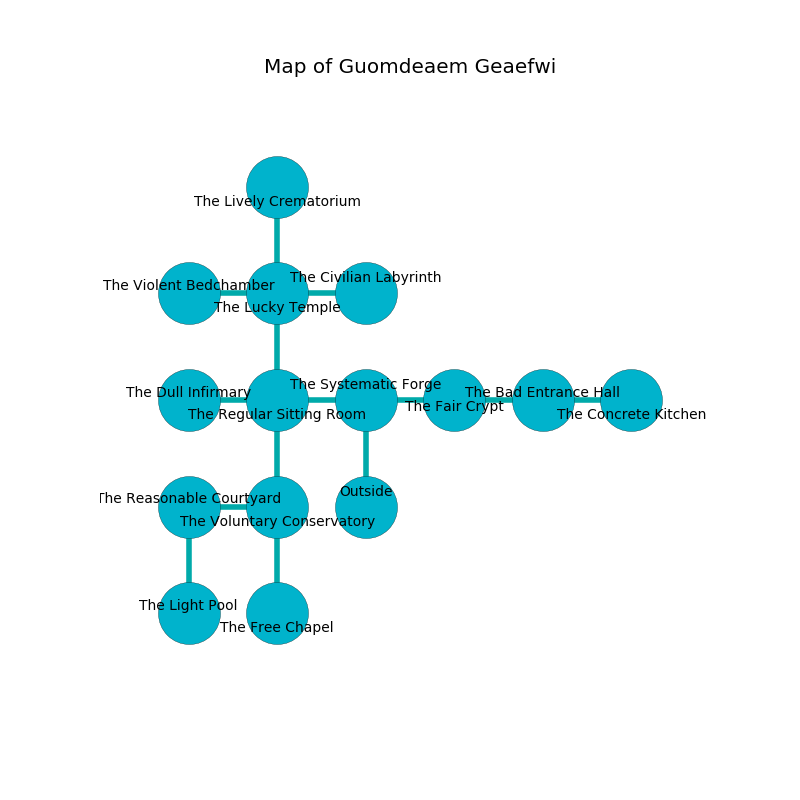 Map of Guomdeaem Geaefwi
The Lively Crematorium
The Civilian Labyrinth
The Violent Bedchamber
The Lucky Temple
The Systematic Forge
The Dull Infirmary
The Bad Entrance Hall
The Fair Crypt
The Regular Sitting Room
The Concrete Kitchen
Outside
The Reasonable Courtyard
The Voluntary Conservatory
The Light Pool
The Free Chapel